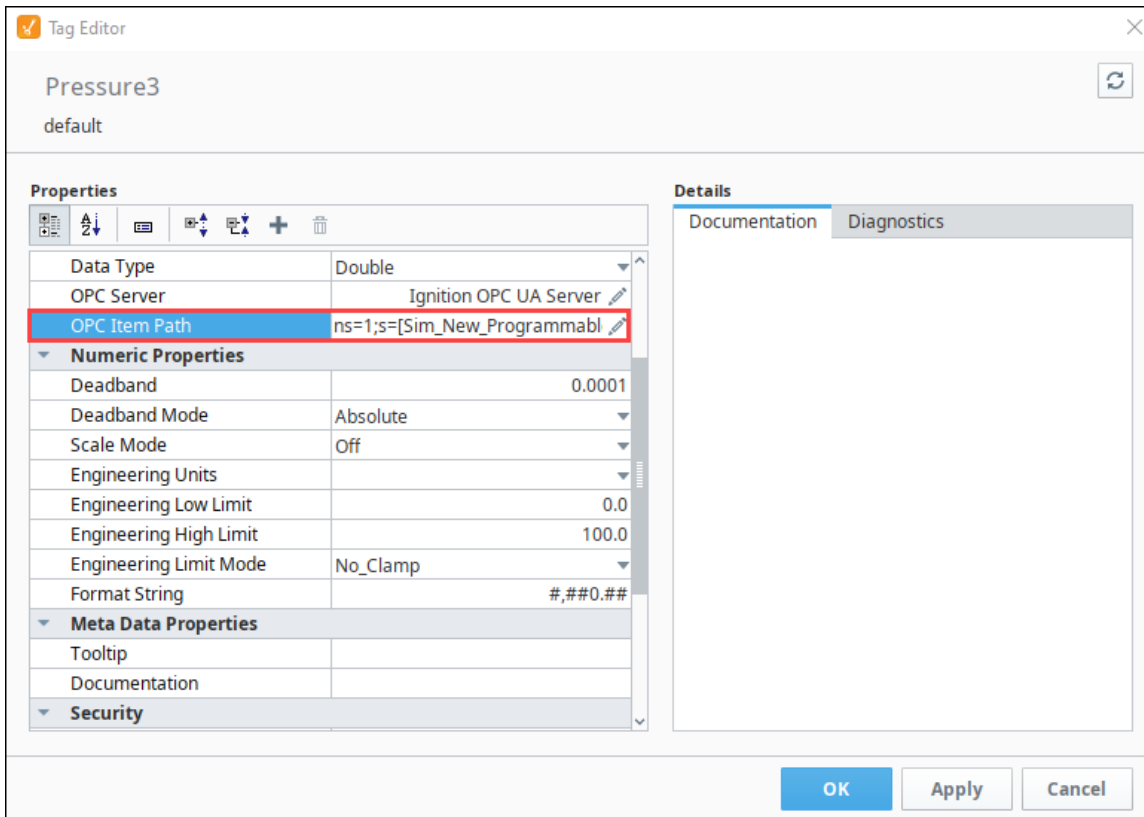 Tag Editor
Pressure3
default
Properties
Details
Documentation Diagnostics
Data Type Double
OPC Server Ignition OPC UA Server
OPC Item Path ns=1;s=[Sim_New_Programmabl
Numeric Properties
Deadband 0.0001
Deadband Mode Absolute
Scale Mode Off
Engineering Units
Engineering Low Limit 0.0
Engineering High Limit 100.0
Engineering Limit Mode No_Clamp
Format String #,##0.##
Meta Data Properties
Tooltip
Documentation
Security
OK Apply Cancel